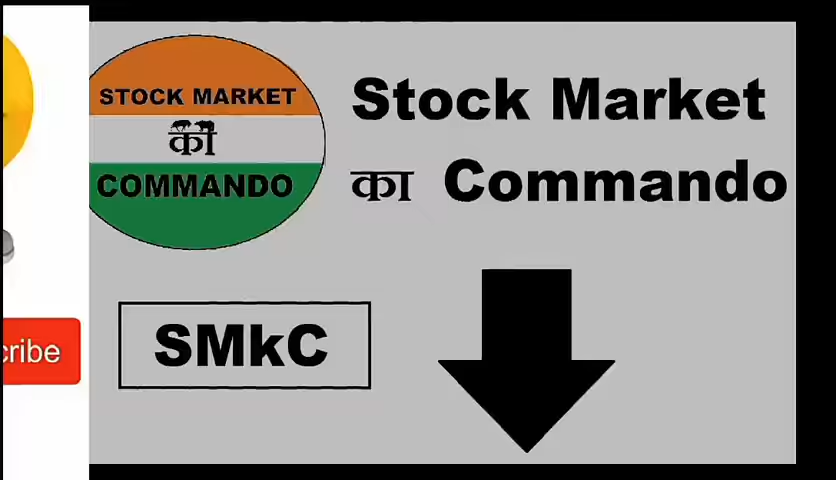 STOCK MARKET
का
COMMANDO
Stock Market
का Commando
SMkC
cribe